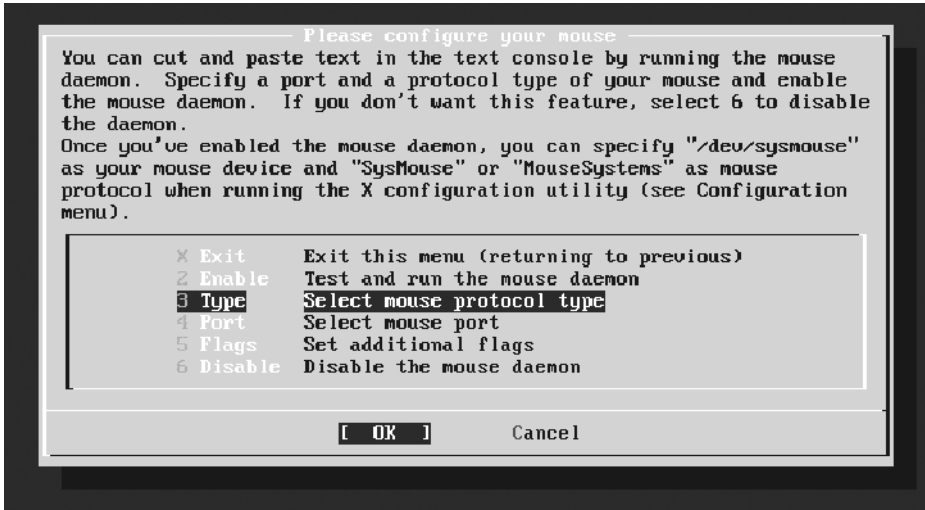 Please configure your mouse
You can cut and paste text in the text console by running the mouse
daemon.  Specify a port and a protocol type of your mouse and enable
the mouse daemon.  If you don't want this feature, select 6 to disable
the daemon.
Once you've enabled the mouse daemon, you can specify "/dev/sysmouse"
as your mouse device and "SysMouse" or "MouseSystems" as mouse
protocol when running the X configuration utility (see Configuration
menu).
X Exit Exit this menu (returning to previous)
2 Enable Test and run the mouse daemon
3 Type Select mouse protocol type
4 Port Select mouse port
5 Flags Set additional flags
6 Disable Disable the mouse daemon
[ OK ] Cancel